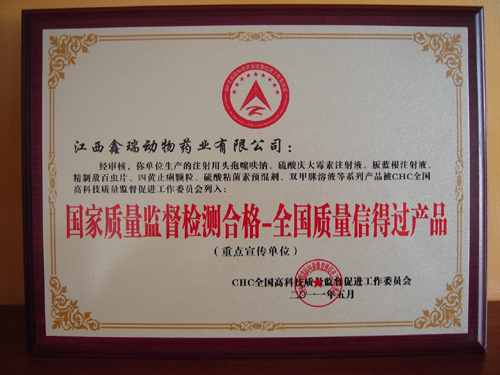 江西鑫瑞动物药业有限公司：
经审核，你单位生产的注射用头孢噻呋钠、硫酸庆大霉素注射液、板蓝根注射液、
精制敌百虫片、四黄止痢颗粒、硫酸粘菌素预混剂、双甲脒溶液等系列产品被CHC全国
高科技质量监督促进工作委员会列入：
国家质量监督检测合格-全国质量信得过产品
（重点宣传单位）
CHC全国高科技质量监督促进工作委员会
二〇一一年五月